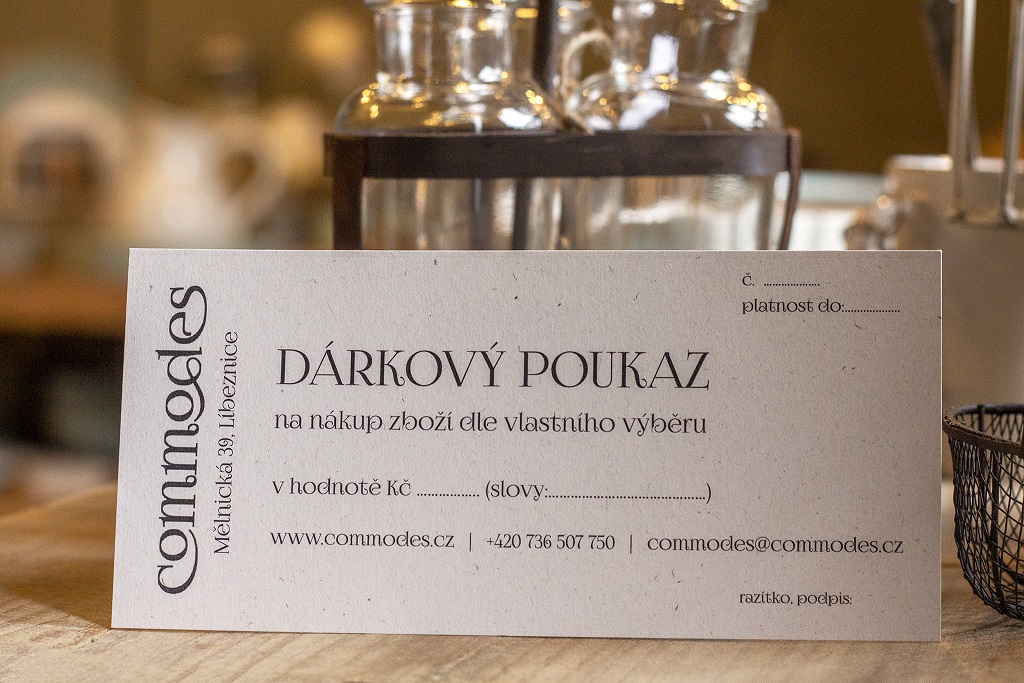 commodes
Mělnická 39, Líbeznice
č. ...................
platnost do:...................
DÁRKOVÝ POUKAZ
na nákup zboží dle vlastního výběru
v hodnotě Kč ................ (slovy:........................................)
www.commodes.cz | +420 736 507 750 | commodes@commodes.cz
razítko, podpis: